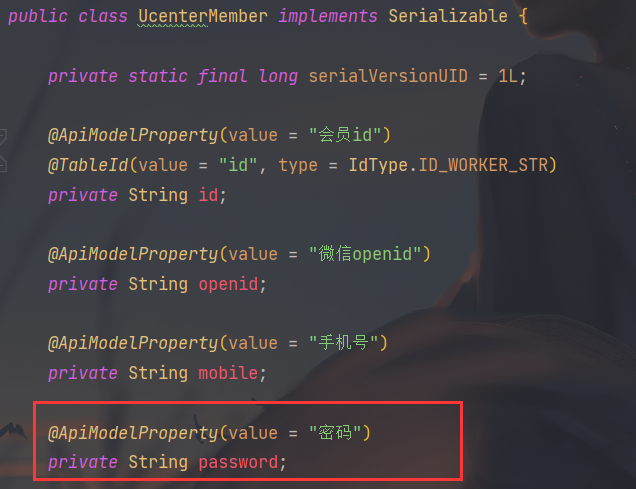 public class UcenterMember implements Serializable {
private static final long serialVersionUID = 1L;
@ApiModelProperty(value = "会员id")
@TableId(value = "id", type = IdType.ID_WORKER_STR)
private String id;
@ApiModelProperty(value = "微信openid")
private String openid;
@ApiModelProperty(value = "手机号")
private String mobile;
@ApiModelProperty(value = "密码")
private String password;